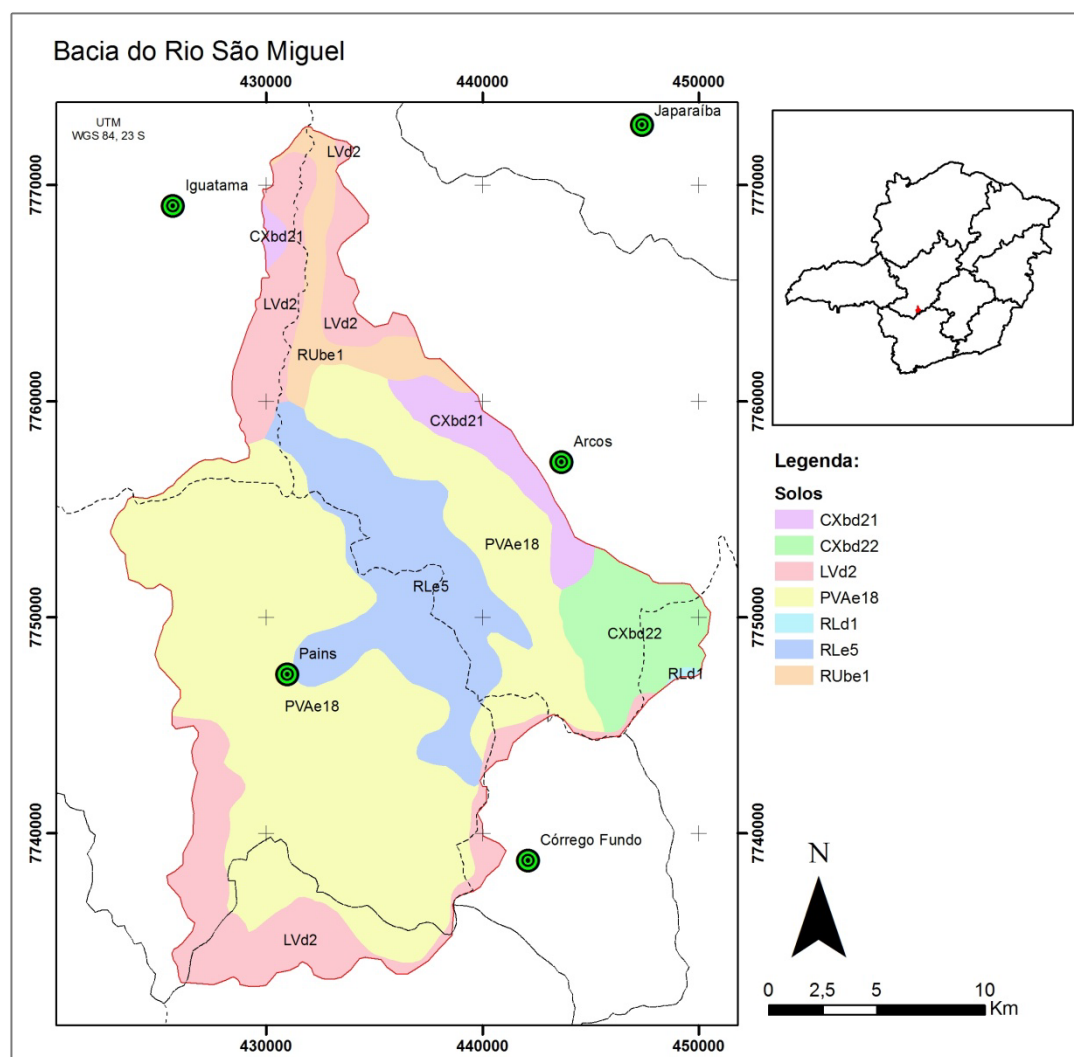 Bacia do Rio São Miguel
430000 440000 450000
UTM
WGS 84, 23 S
Japaraíba
LVd2
7770000 7770000
Iguatama
CXbd21
LVd2
LVd2
RUbe1
7760000 7760000
CXbd21
Arcos
PVAe18
RLe5
7750000 7750000
CXbd22
Pains
RLd1
PVAe18
7740000 7740000
Córrego Fundo
LVd2
430000 440000 450000
Legenda:
Solos
CXbd21
CXbd22
LVd2
PVAe18
RLd1
RLe5
RUbe1
N
0 2,5 5 10
Km